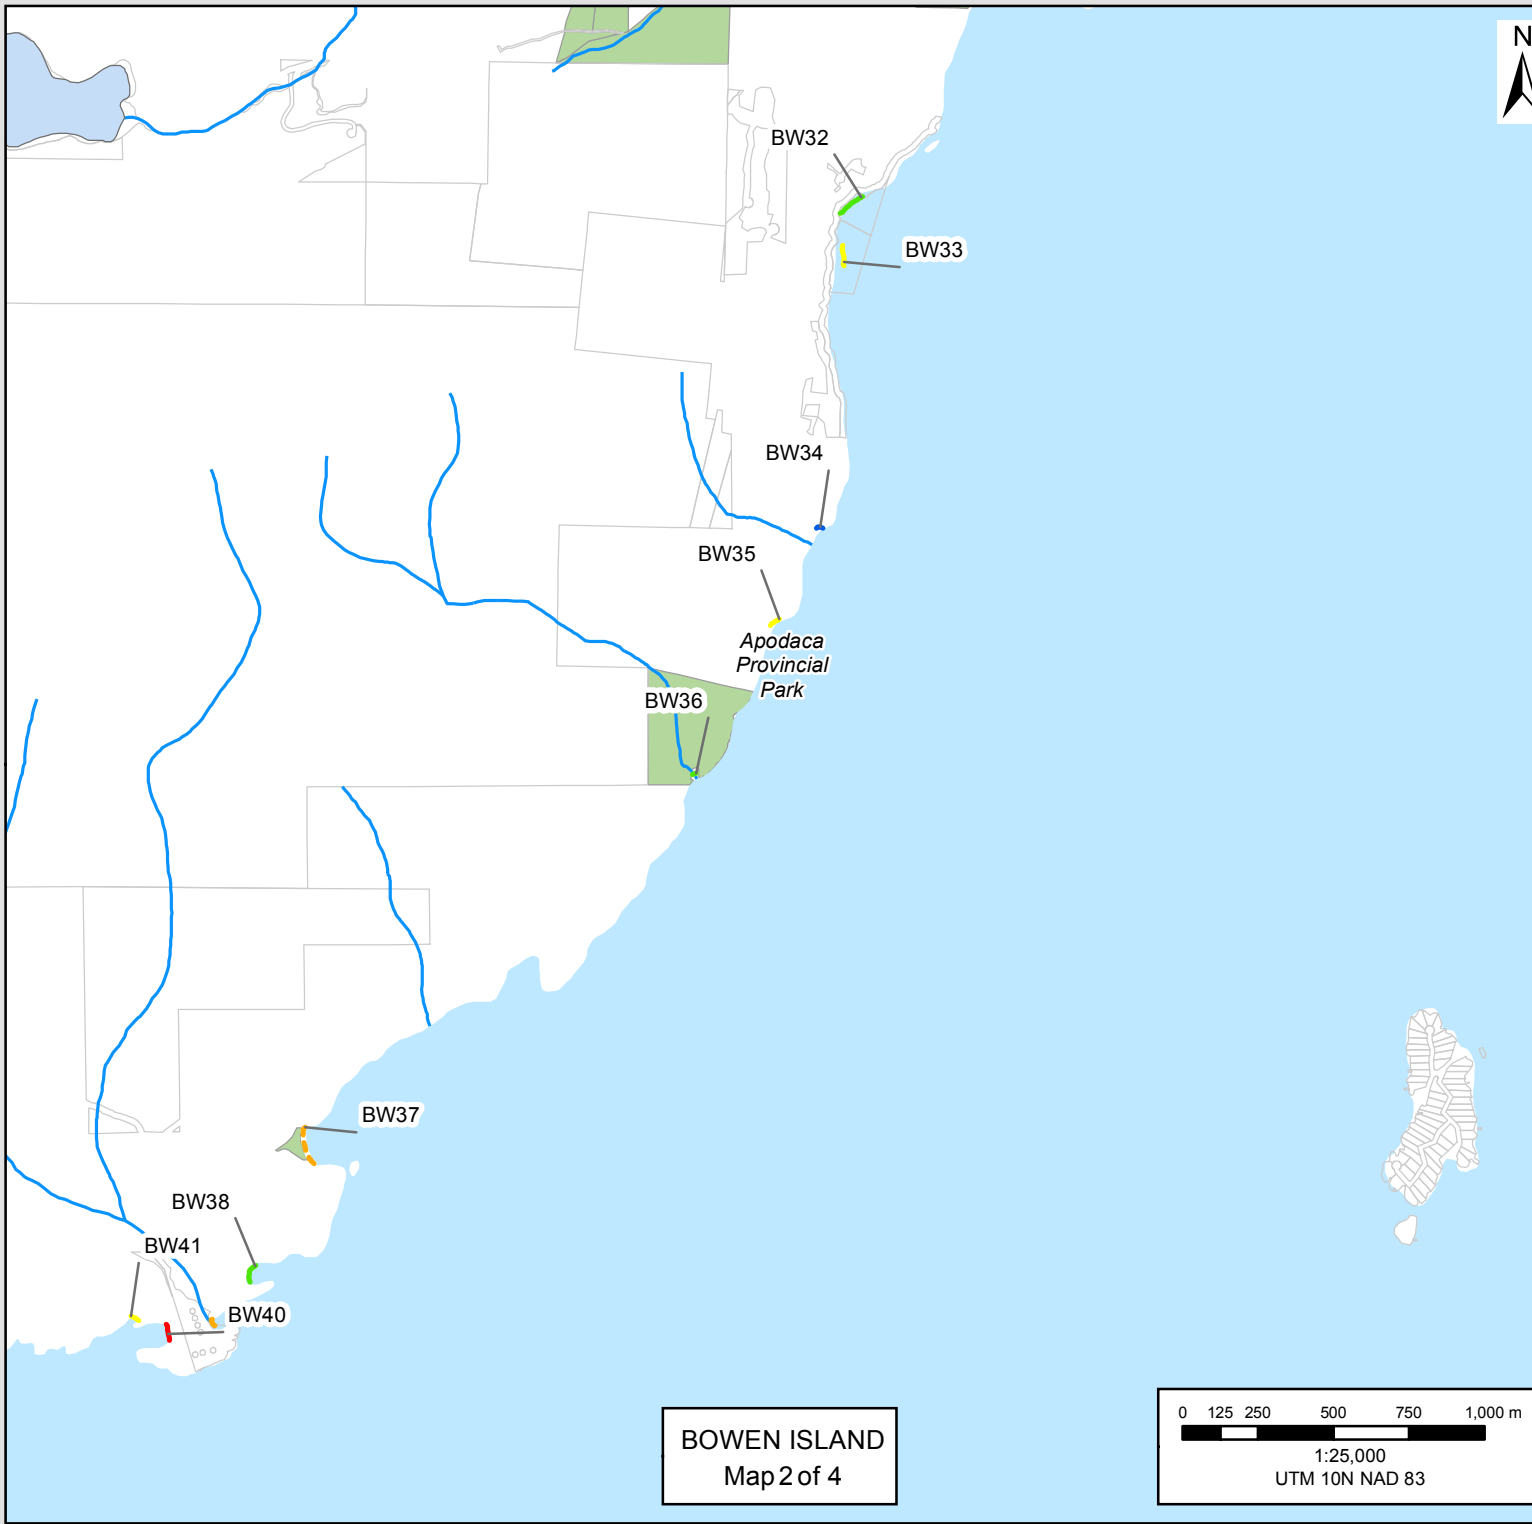 N
BW32
BW33
BW34
BW35
Apodaca
Provincial
Park
BW36
BW37
BW38
BW41
BW40
BOWEN ISLAND
Map 2 of 4
0 125 250 500 750 1,000 m
1:25,000
UTM 10N NAD 83